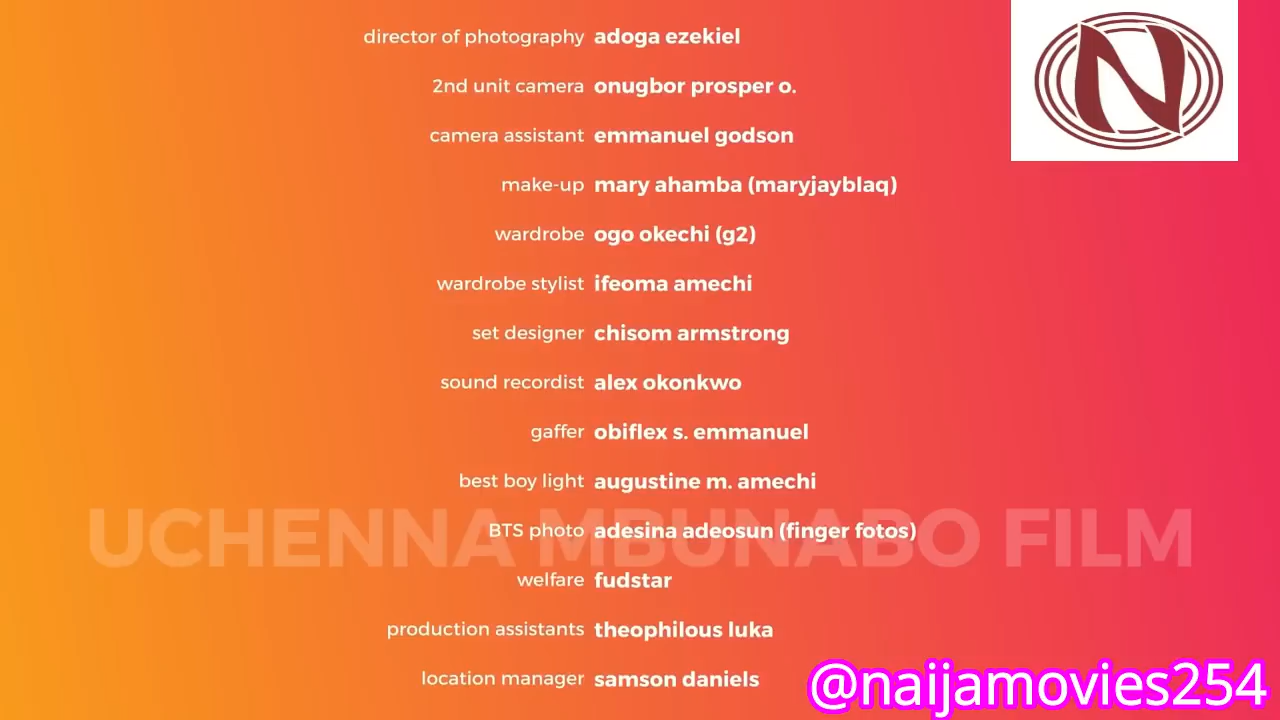 director of photography adoga ezekiel
2nd unit camera onugbor prosper o.
camera assistant emmanuel godson
make-up mary ahamba (maryjayblaq)
wardrobe ogo okechi (g2)
wardrobe stylist ifeoma amechi
set designer chisom armstrong
sound recordist alex okonkwo
gaffer obiflex s. emmanuel
best boy light augustine m. amechi
BTS photo adesina adeosun (finger fotos)
UCHENNA MBUNABO FILM
welfare fudstar
production assistants theophilous luka
location manager samson daniels
@naijamovies254
N